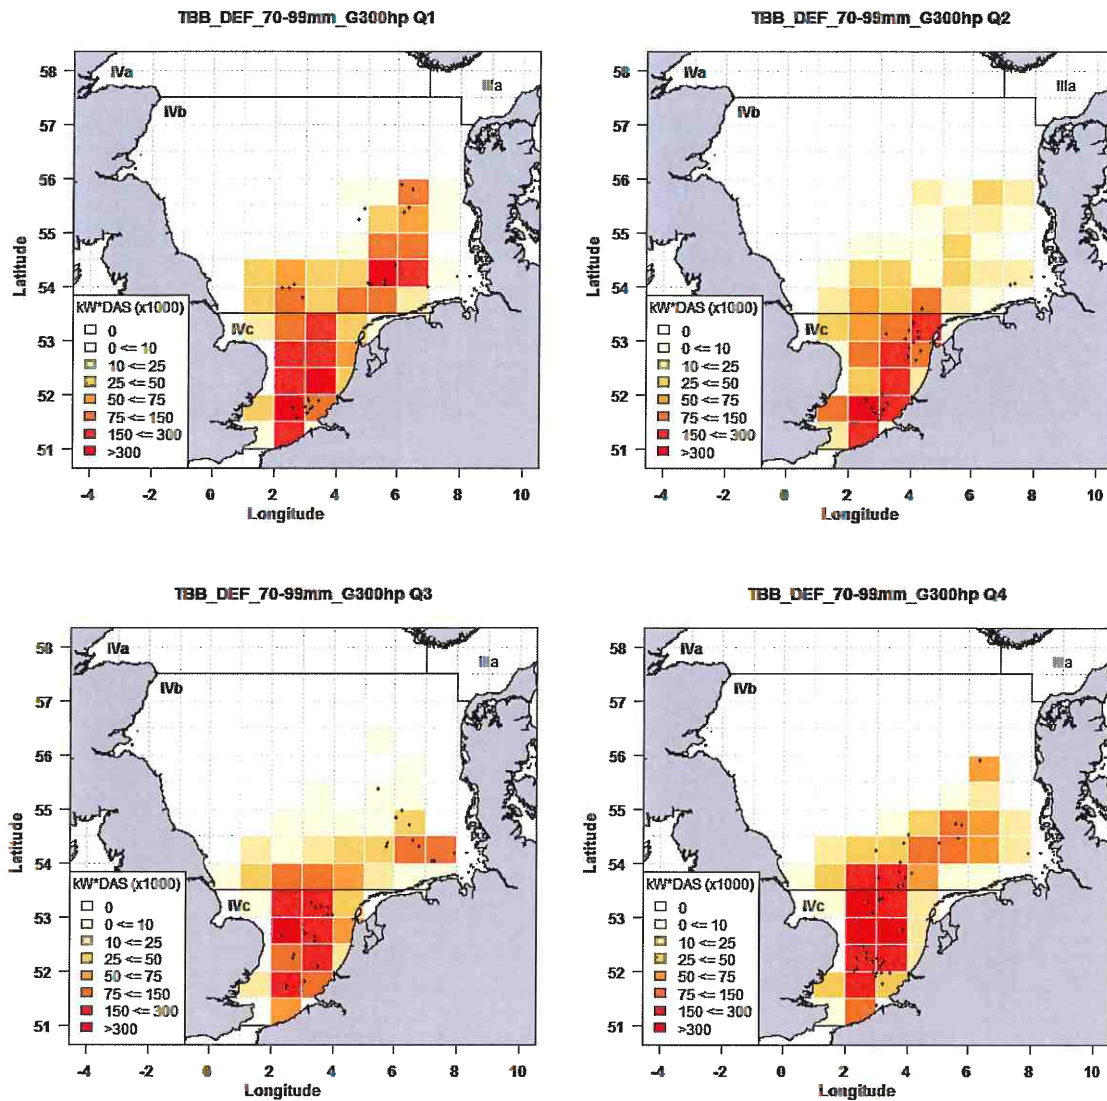 TBB_DEF_70-99mm_G300hp Q1
58
57
56
55
54
53
52
51
Latitude
IVa
IIIa
IVb
IVc
kW*DAS (x1000)
0
0 <= 10
10 <= 25
25 <= 50
50 <= 75
75 <= 150
150 <= 300
>300
-4 -2 0 2 4 6 8 10
Longitude
TBB_DEF_70-99mm_G300hp Q2
58
57
56
55
54
53
52
51
Latitude
IVa
IIIa
IVb
IVc
kW*DAS (x1000)
0
0 <= 10
10 <= 25
25 <= 50
50 <= 75
75 <= 150
150 <= 300
>300
-4 -2 0 2 4 6 8 10
Longitude
TBB_DEF_70-99mm_G300hp Q3
58
57
56
55
54
53
52
51
Latitude
IVa
IIIa
IVb
IVc
kW*DAS (x1000)
0
0 <= 10
10 <= 25
25 <= 50
50 <= 75
75 <= 150
150 <= 300
>300
-4 -2 0 2 4 6 8 10
Longitude
TBB_DEF_70-99mm_G300hp Q4
58
57
56
55
54
53
52
51
Latitude
IVa
IIIa
IVb
IVc
kW*DAS (x1000)
0
0 <= 10
10 <= 25
25 <= 50
50 <= 75
75 <= 150
150 <= 300
>300
-4 -2 0 2 4 6 8 10
Longitude